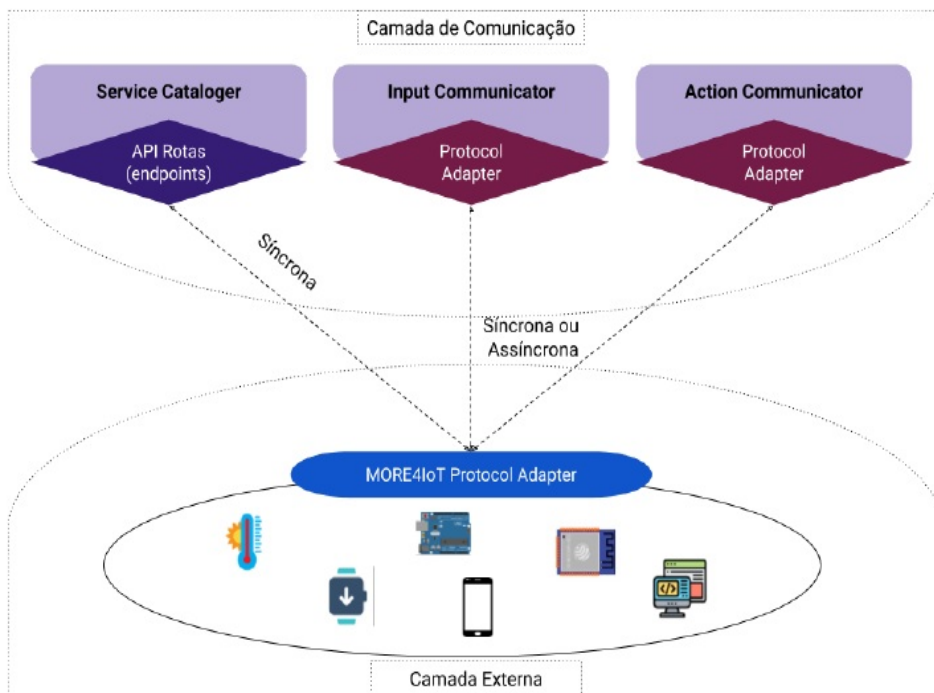 Camada de Comunicação
Service Cataloger
Input Communicator
Action Communicator
API Rotas
(endpoints)
Protocol
Adapter
Protocol
Adapter
Síncrona
Síncrona ou
Assíncrona
MORE4IoT Protocol Adapter
Camada Externa